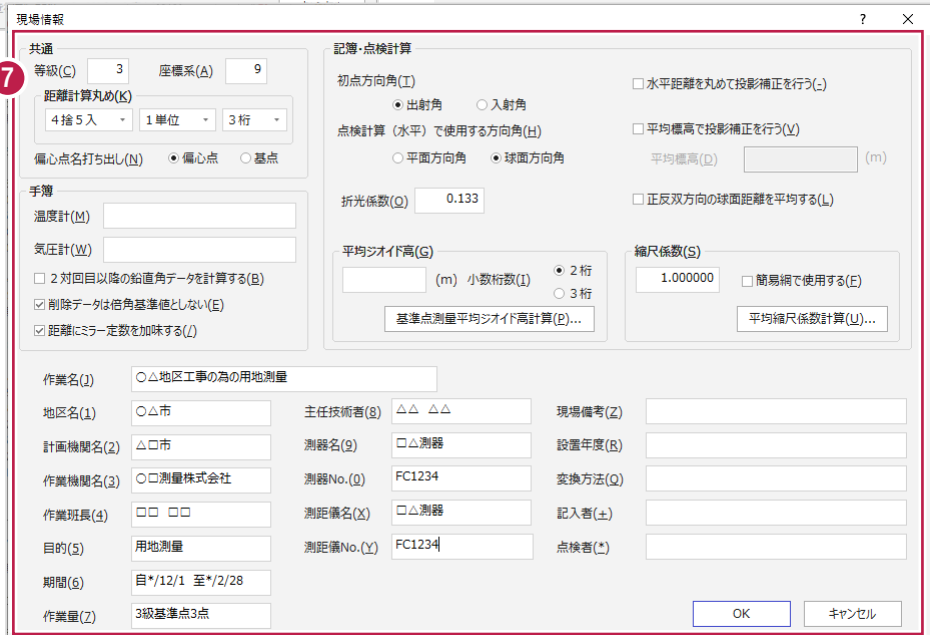 現場情報
7
共通
等級(C) 3 座標系(A) 9
距離計算丸め(K)
4捨5入 1単位 3桁
偏心点名打ち出し(N) 偏心点 基点
手簿
温度計(M)
気圧計(W)
2対回目以降の鉛直角データを計算する(B)
削除データは倍角基準値としない(E)
距離にミラー定数を加味する(/)
記簿・点検計算
初点方向角(T)
出射角 入射角
点検計算(水平)で使用する方向角(H)
平面方向角 球面方向角
折光係数(O) 0.133
水平距離を丸めて投影補正を行う(-)
平均標高で投影補正を行う(V)
平均標高(D) (m)
正反双方向の球面距離を平均する(L)
平均ジオイド高(G)
(m) 小数桁数(I) 2桁
3桁
基準点測量平均ジオイド高計算(P)...
縮尺係数(S)
1.000000 簡易網で使用する(F)
平均縮尺係数計算(U)...
作業名(J) ○△地区工事の為の用地測量
地区名(1) ○△市
計画機関名(2) △□市
作業機関名(3) ○□測量株式会社
作業班長(4) □□ □□
目的(5) 用地測量
期間(6) 自*/12/1 至*/2/28
作業量(7) 3級基準点3点
主任技術者(8) △△ △△
測器名(9) □△測器
測器No.(0) FC1234
測距儀名(X) □△測器
測距儀No.(Y) FC1234
現場備考(Z)
設置年度(R)
変換方法(Q)
記入者(+)
点検者(*)
OK キャンセル